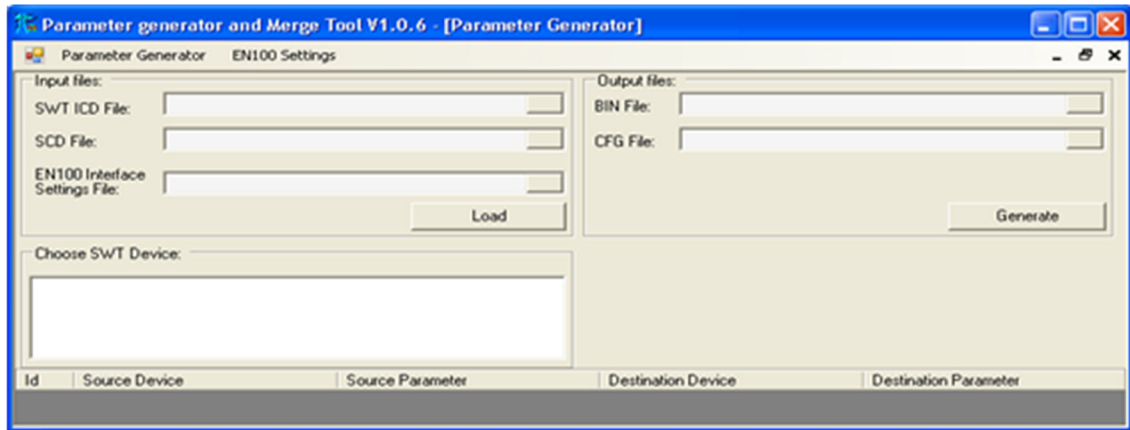 Parameter generator and Merge Tool V1.0.6 - [Parameter Generator]
Parameter Generator EN100 Settings
Input files:
SWT ICD File:
SCD File:
EN100 Interface
Settings File:
Load
Output files:
BIN File:
CFG File:
Generate
Choose SWT Device:
Id Source Device Source Parameter Destination Device Destination Parameter